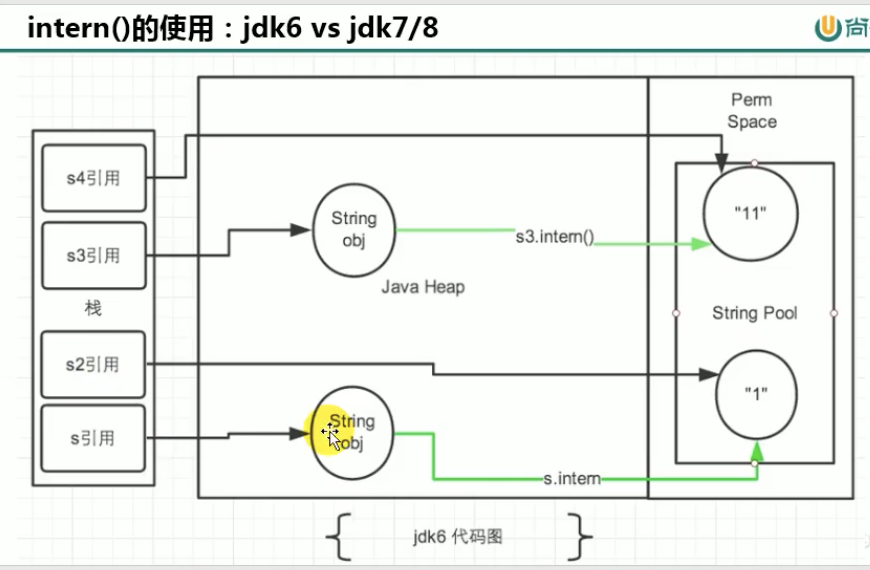 intern()的使用：jdk6 vs jdk7/8
尚
Perm
Space
s4引用
"11"
String
obj
s3.intern()
s3引用
Java Heap
栈
String Pool
s2引用
"1"
String
obj
s引用
s.intern
jdk6 代码图